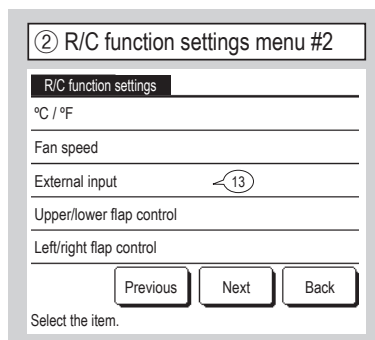 ② R/C function settings menu #2
R/C function settings
ºC / ºF
Fan speed
External input 13
Upper/lower flap control
Left/right flap control
Previous Next Back
Select the item.